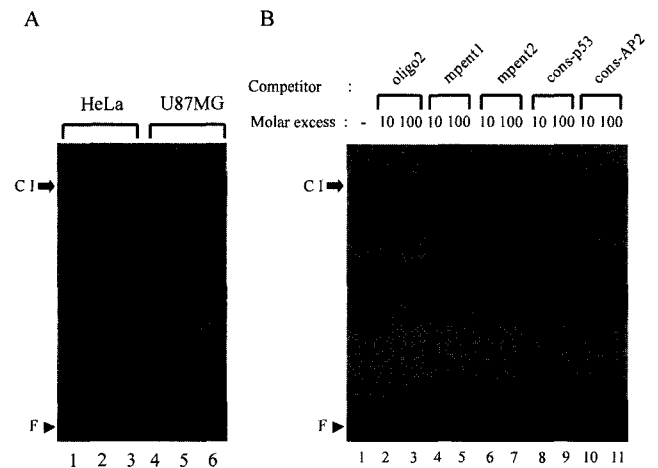 A
HeLa U87MG
C I
F
1 2 3 4 5 6
B
oligo2 mpent1 mpent2 cons-p53 cons-AP2
Competitor :
Molar excess : - 10 100 10 100 10 100 10 100 10 100
C I
F
1 2 3 4 5 6 7 8 9 10 11